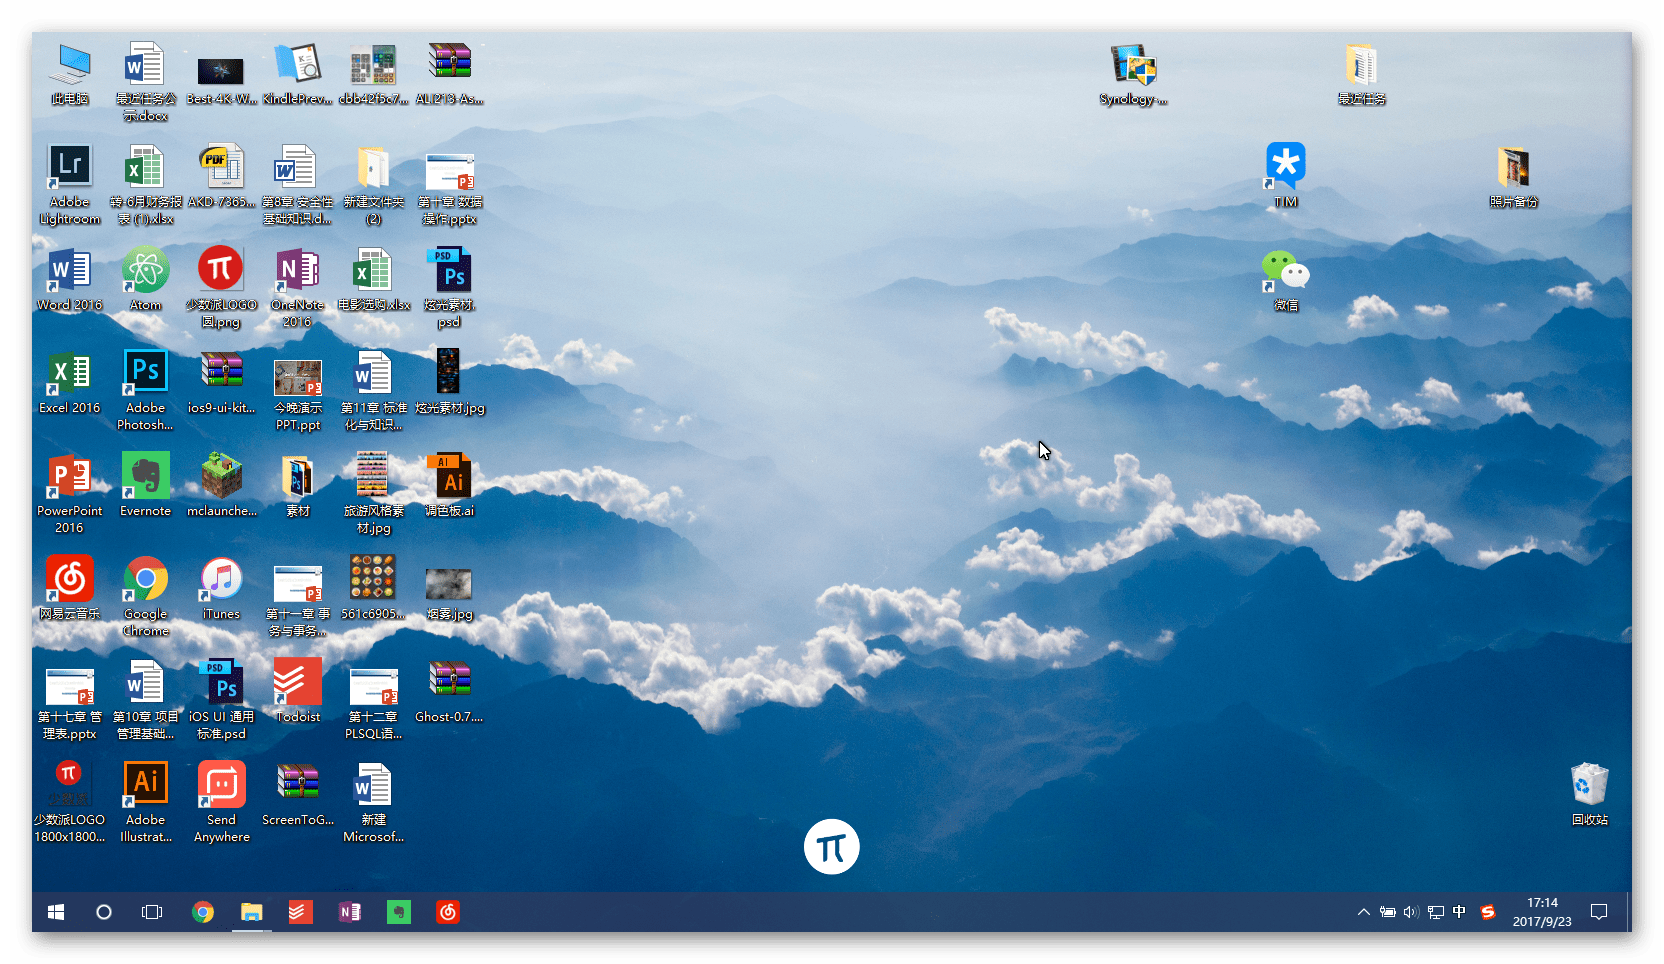 此电脑
最近任务公
示.docx
Best-4K-W...
KindlePrev...
cbb42f5c7...
ALI213-As...
Synology-...
最近任务
Adobe
Lightroom
转-6月财务报
表 (1).xlsx
AKD-7365...
第8章 安全性
基础知识.d...
新建文件夹
(2)
第十章 数据
操作.pptx
TIM
照片备份
Word 2016
Atom
少数派LOGO
圆.png
OneNote
2016
电影选购.xlsx
炫光素材.
psd
微信
Excel 2016
Adobe
Photosh...
ios9-ui-kit...
今晚演示
PPT.ppt
第11章 标准
化与知识...
炫光素材.jpg
PowerPoint
2016
Evernote
mclaunche...
素材
旅游风格素
材.jpg
调色板.ai
网易云音乐
Google
Chrome
iTunes
第十一章 事
务与事务...
561c6905...
烟雾.jpg
第十七章 管
理表.pptx
第10章 项目
管理基础...
iOS UI 通用
标准.psd
Todoist
第十二章
PLSQL语...
Ghost-0.7....
少数派LOGO
1800x1800...
Adobe
Illustrat...
Send
Anywhere
ScreenToG...
新建
Microsof...
回收站
中
17:14
2017/9/23